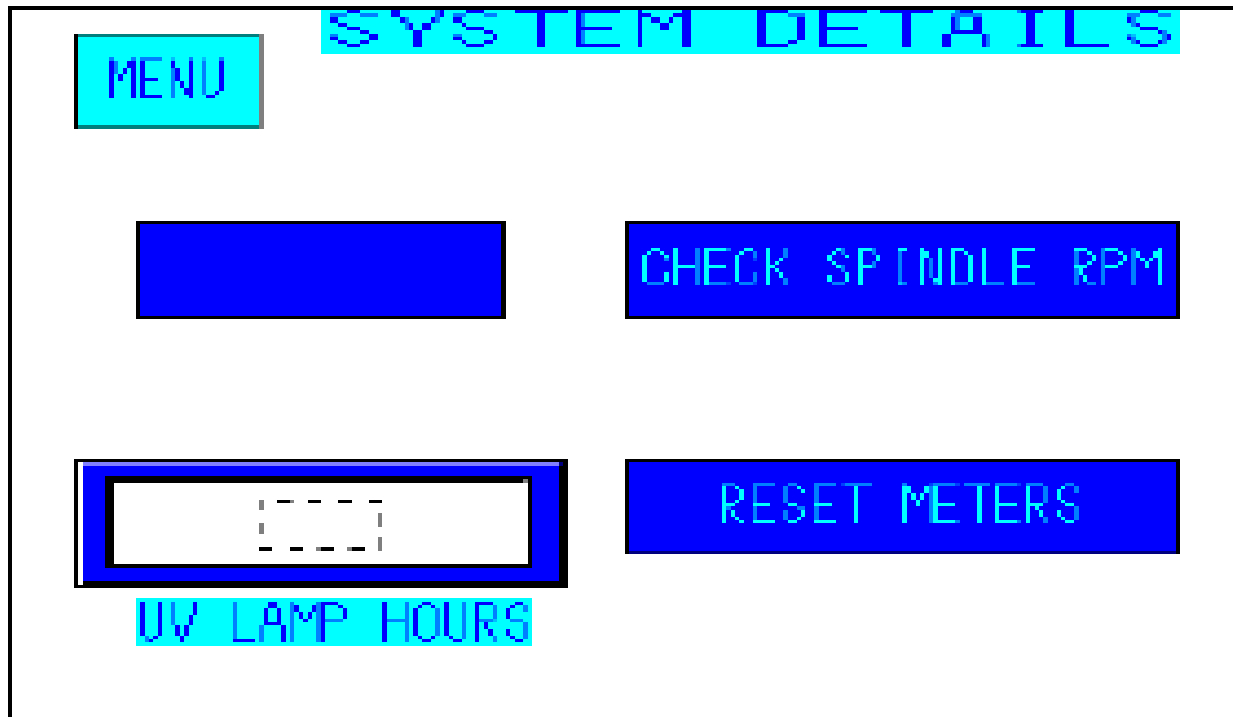 SYSTEM DETAILS
MENU
CHECK SPINDLE RPM
RESET METERS
UV LAMP HOURS